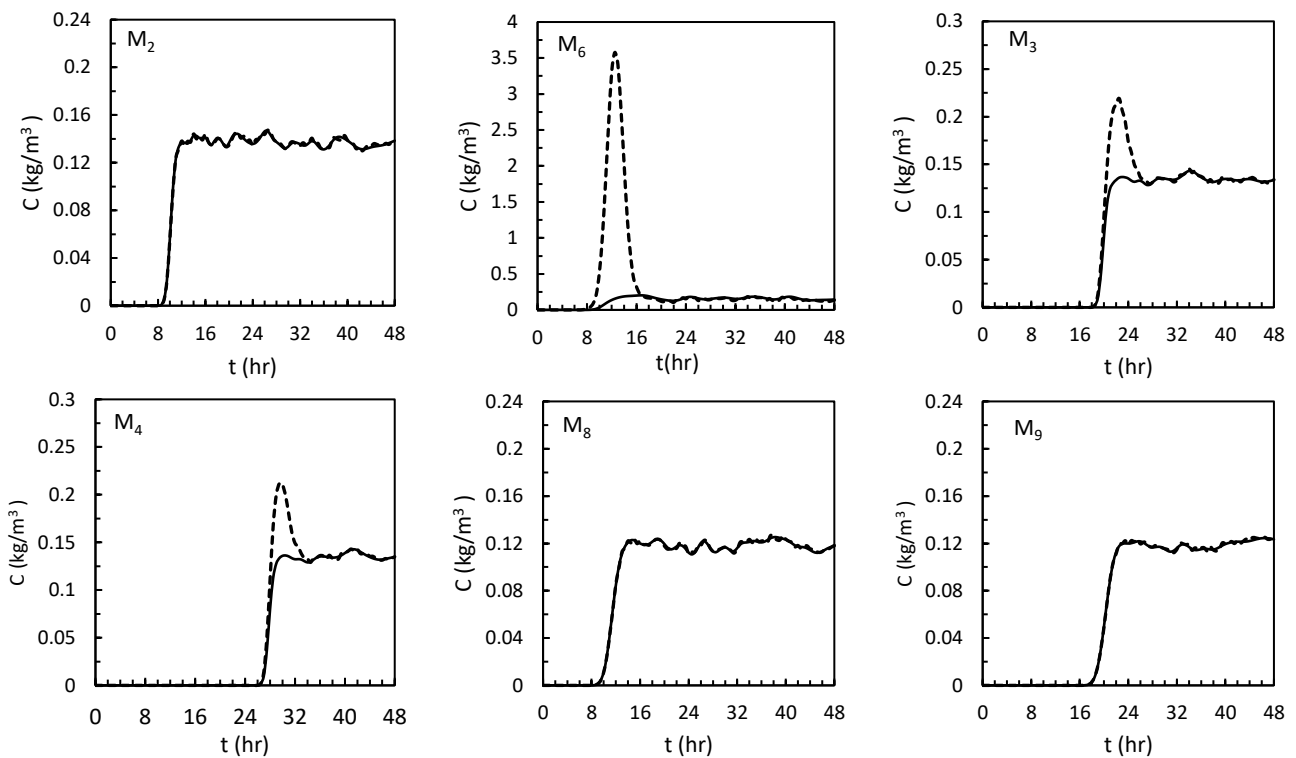 M₂
C (kg/m³ )
0.24
0.2
0.16
0.12
0.08
0.04
0
0 8 16 24 32 40 48
t (hr)
M₆
C (kg/m³)
4
3.5
3
2.5
2
1.5
1
0.5
0
0 8 16 24 32 40 48
t(hr)
M₃
C (kg/m³ )
0.3
0.25
0.2
0.15
0.1
0.05
0
0 8 16 24 32 40 48
t (hr)
M₄
C (kg/m³ )
0.3
0.25
0.2
0.15
0.1
0.05
0
0 8 16 24 32 40 48
t (hr)
M₈
C (kg/m³ )
0.24
0.2
0.16
0.12
0.08
0.04
0
0 8 16 24 32 40 48
t (hr)
M₉
C (kg/m³ )
0.24
0.2
0.16
0.12
0.08
0.04
0
0 8 16 24 32 40 48
t (hr)